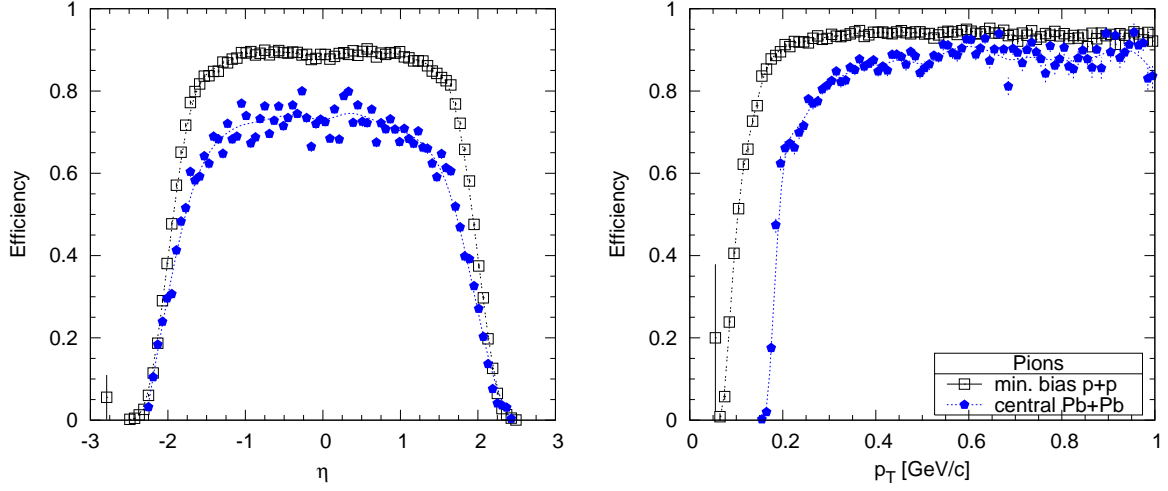 1
0.8
0.6
0.4
0.2
0
Efficiency
-3 -2 -1 0 1 2 3
η
1
0.8
0.6
0.4
0.2
0
Efficiency
0 0.2 0.4 0.6 0.8 1
p_T [GeV/c]
Pions
min. bias p+p
central Pb+Pb